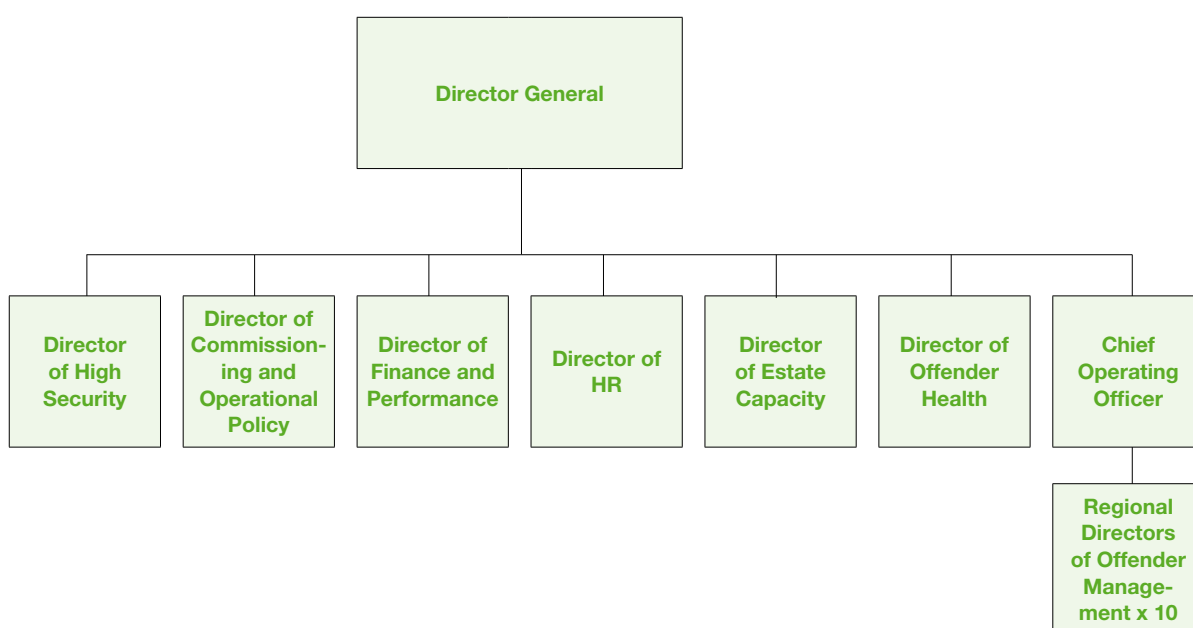 Director General
Director
of High
Security
Director of
Commission-
ing and
Operational
Policy
Director of
Finance and
Performance
Director of
HR
Director
of Estate
Capacity
Director of
Offender
Health
Chief
Operating
Officer
Regional
Directors
of Offender
Manage-
ment x 10